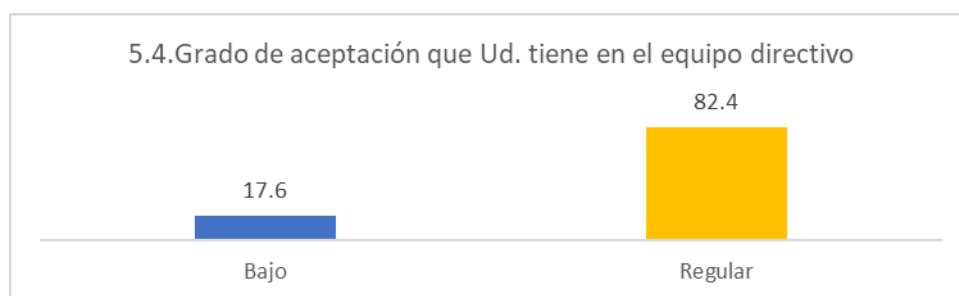 5.4.Grado de aceptación que Ud. tiene en el equipo directivo
82.4
17.6
Bajo
Regular